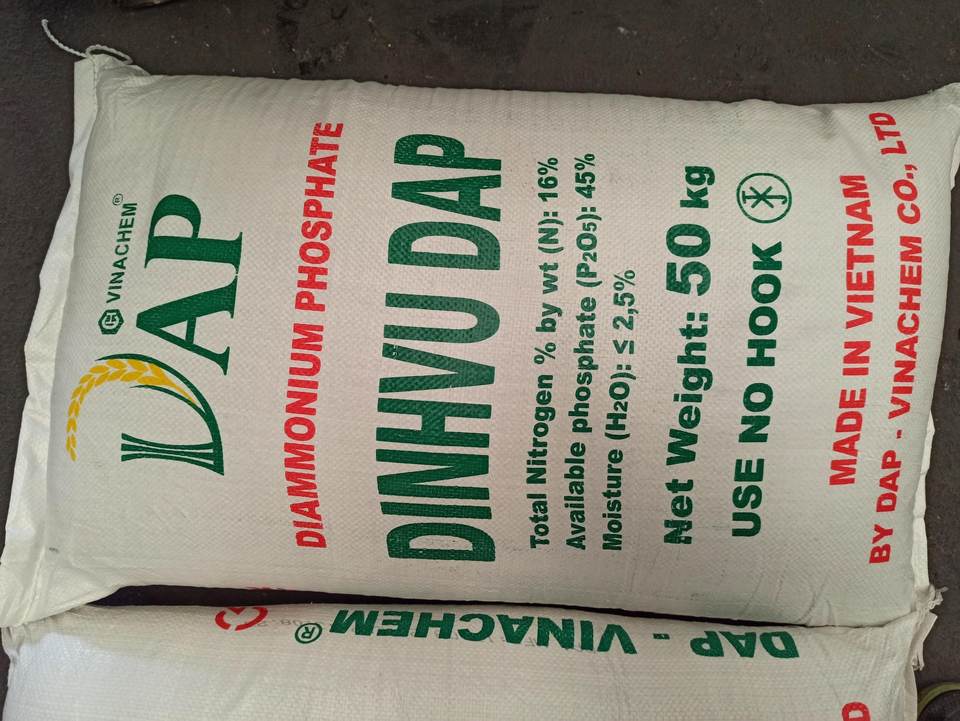 VINACHEM®
DAP
DIAMMONIUM PHOSPHATE
DINHVU DAP
Total Nitrogen % by wt (N): 16%
Available phosphate (P2O5): 45%
Moisture (H2O): ≤ 2,5%
Net Weight: 50 kg
USE NO HOOK
MADE IN VIETNAM
BY DAP - VINACHEM CO., LTD
DAP - VINACHEM®